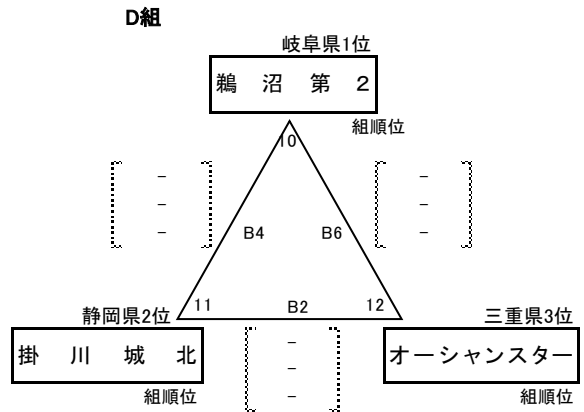 D組
岐阜県1位
鵜 沼 第 2
組順位
10
- -
- -
- -
B4 B6
11 B2 12
静岡県2位 三重県3位
掛 川 城 北 - オーシャンスター
-
組順位 - 組順位